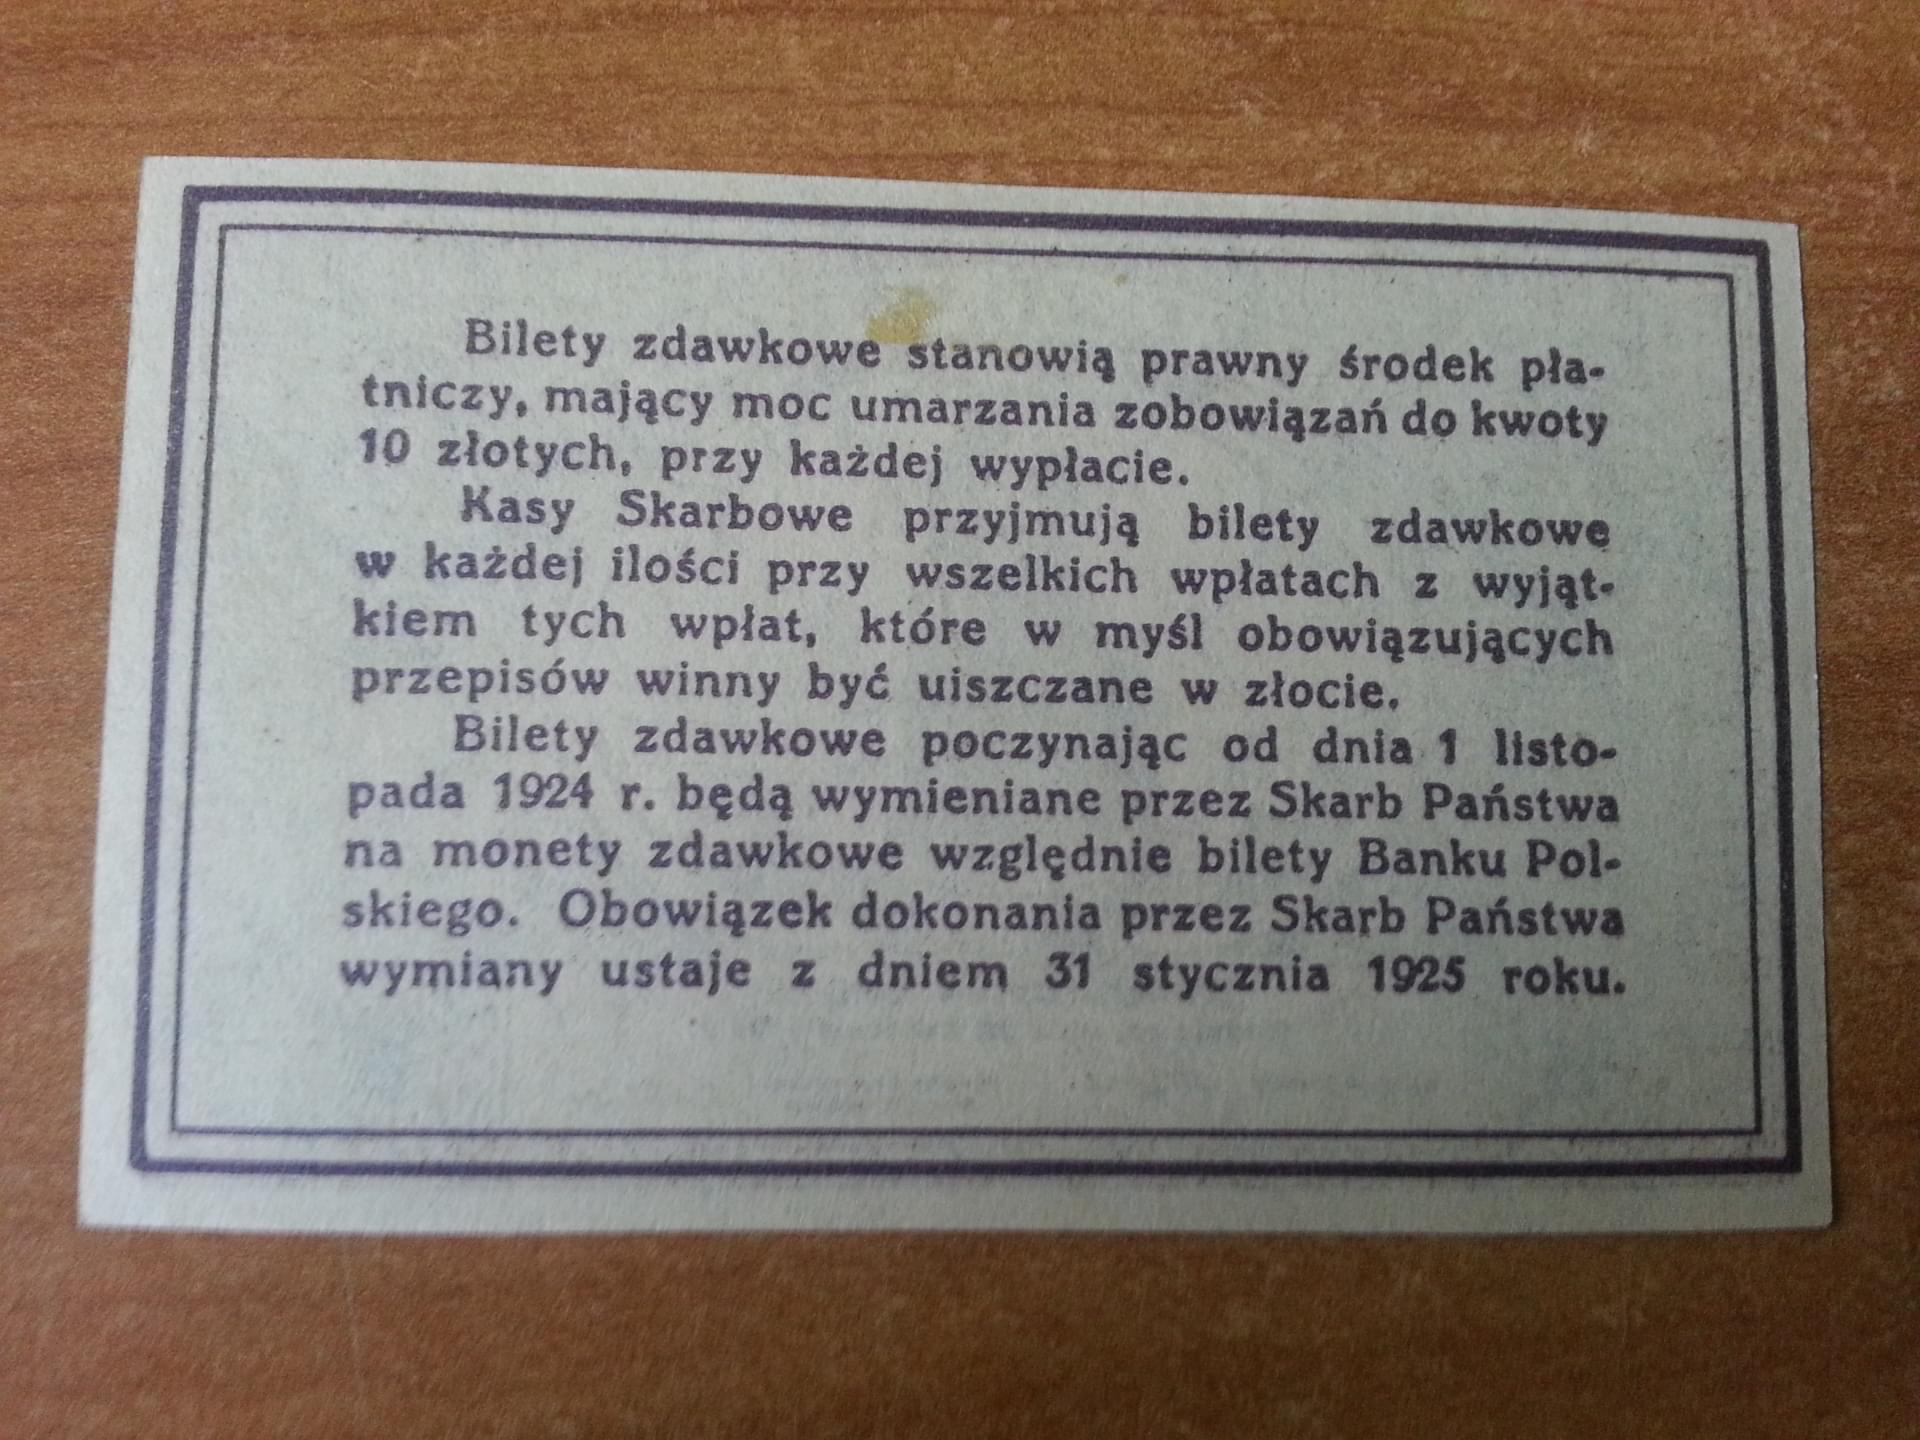 Bilety zdawkowe stanowią prawny środek pła-
tniczy, mający moc umarzania zobowiązań do kwoty
10 złotych, przy każdej wypłacie.
Kasy Skarbowe przyjmują bilety zdawkowe
w każdej ilości przy wszelkich wpłatach z wyjąt-
kiem tych wpłat, które w myśl obowiązujących
przepisów winny być uiszczane w złocie.
Bilety zdawkowe poczynając od dnia 1 listo-
pada 1924 r. będą wymieniane przez Skarb Państwa
na monety zdawkowe względnie bilety Banku Pol-
skiego. Obowiązek dokonania przez Skarb Państwa
wymiany ustaje z dniem 31 stycznia 1925 roku.